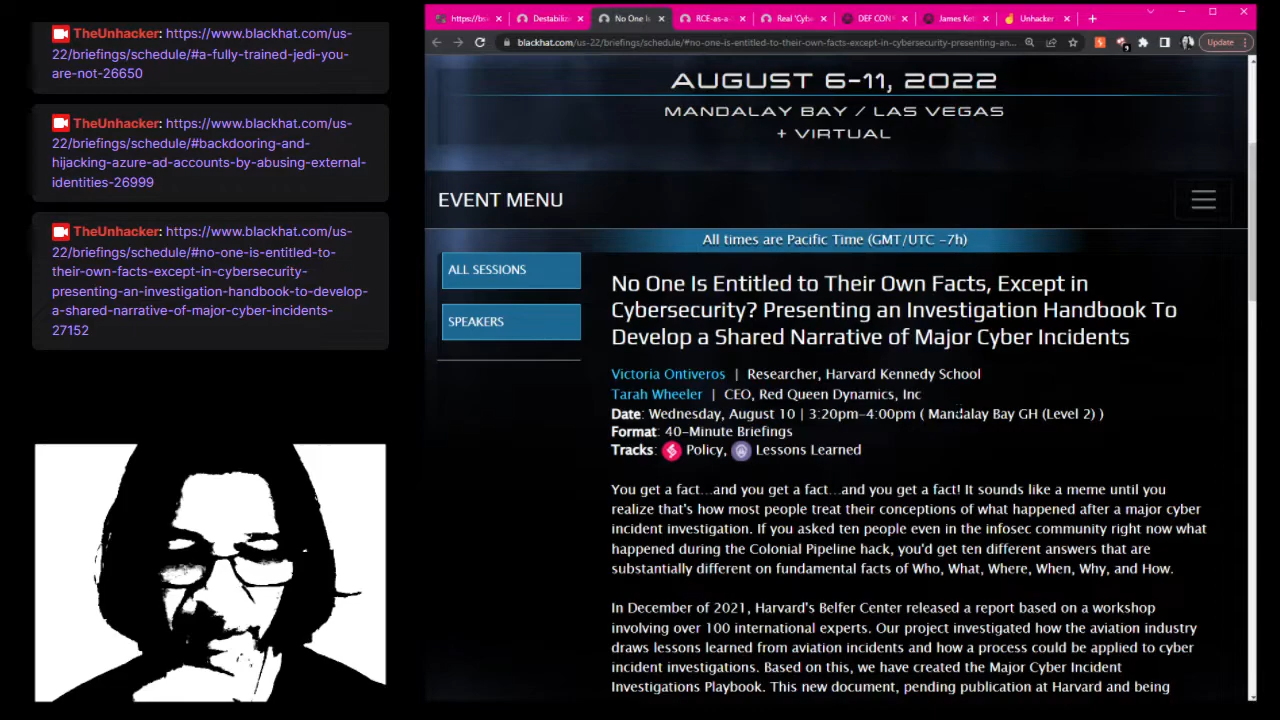 TheUnhacker: https://www.blackhat.com/us-
22/briefings/schedule/#a-fully-trained-jedi-you-
are-not-26650
TheUnhacker: https://www.blackhat.com/us-
22/briefings/schedule/#backdooring-and-
hijacking-azure-ad-accounts-by-abusing-external-
identities-26999
TheUnhacker: https://www.blackhat.com/us-
22/briefings/schedule/#no-one-is-entitled-to-
their-own-facts-except-in-cybersecurity-
presenting-an-investigation-handbook-to-develop-
a-shared-narrative-of-major-cyber-incidents-
27152
https://bs Destabiliz No One Is RCE-as-a- Real 'Cybe DEF CON James Ket Unhacker
blackhat.com/us-22/briefings/schedule/#no-one-is-entitled-to-their-own-facts-except-in-cybersecurity-presenting-an... Update
AUGUST 6-11, 2022
MANDALAY BAY / LAS VEGAS
+ VIRTUAL
EVENT MENU
All times are Pacific Time (GMT/UTC -7h)
ALL SESSIONS
SPEAKERS
No One Is Entitled to Their Own Facts, Except in
Cybersecurity? Presenting an Investigation Handbook To
Develop a Shared Narrative of Major Cyber Incidents
Victoria Ontiveros | Researcher, Harvard Kennedy School
Tarah Wheeler | CEO, Red Queen Dynamics, Inc
Date: Wednesday, August 10 | 3:20pm-4:00pm ( Mandalay Bay GH (Level 2) )
Format: 40-Minute Briefings
Tracks: Policy, Lessons Learned
You get a fact...and you get a fact...and you get a fact! It sounds like a meme until you
realize that's how most people treat their conceptions of what happened after a major cyber
incident investigation. If you asked ten people even in the infosec community right now what
happened during the Colonial Pipeline hack, you'd get ten different answers that are
substantially different on fundamental facts of Who, What, Where, When, Why, and How.
In December of 2021, Harvard's Belfer Center released a report based on a workshop
involving over 100 international experts. Our project investigated how the aviation industry
draws lessons learned from aviation incidents and how a process could be applied to cyber
incident investigations. Based on this, we have created the Major Cyber Incident
Investigations Playbook. This new document, pending publication at Harvard and being